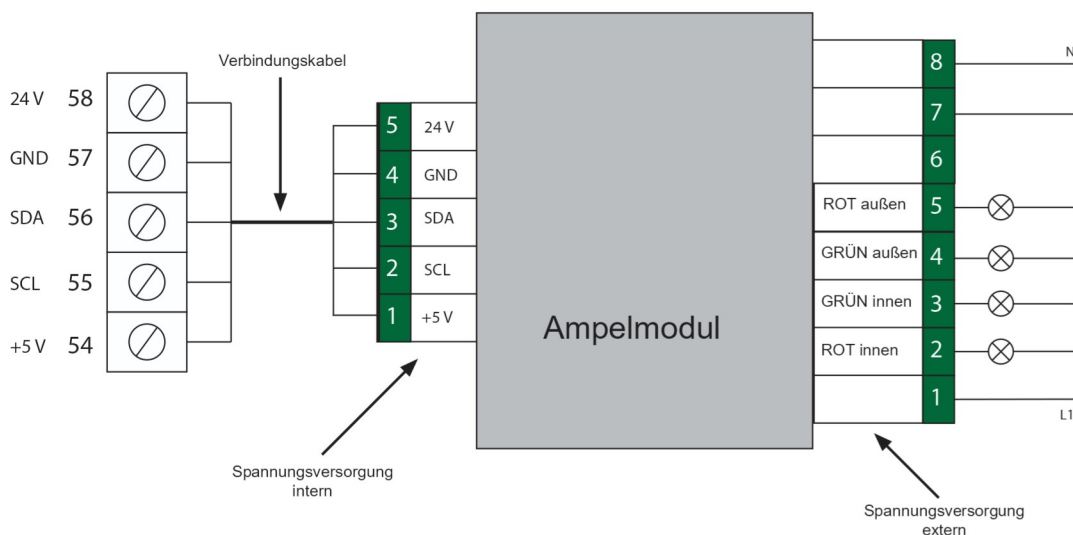 Verbindungskabel
24 V 58
GND 57
SDA 56
SCL 55
+5 V 54
5 24 V
4 GND
3 SDA
2 SCL
1 +5 V
Ampelmodul
8 N
7
6
ROT außen 5
GRÜN außen 4
GRÜN innen 3
ROT innen 2
1 L1
Spannungsversorgung
intern
Spannungsversorgung
extern